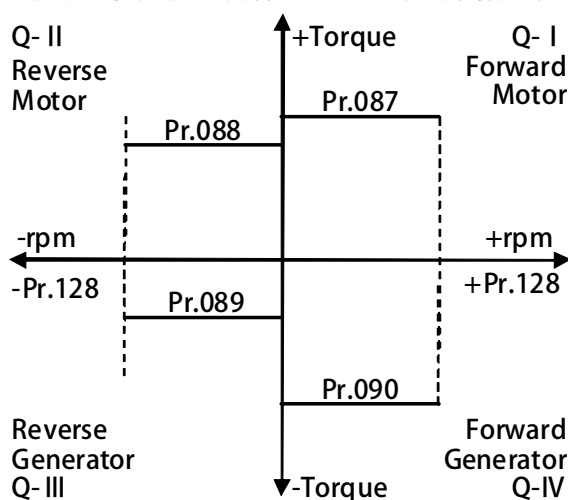 Q- II
Reverse
Motor
+Torque
Q- I
Forward
Motor
Pr.087
Pr.088
-rpm
-Pr.128
+rpm
+Pr.128
Pr.089
Pr.090
Reverse
Generator
Q-III
-Torque
Forward
Generator
Q-IV